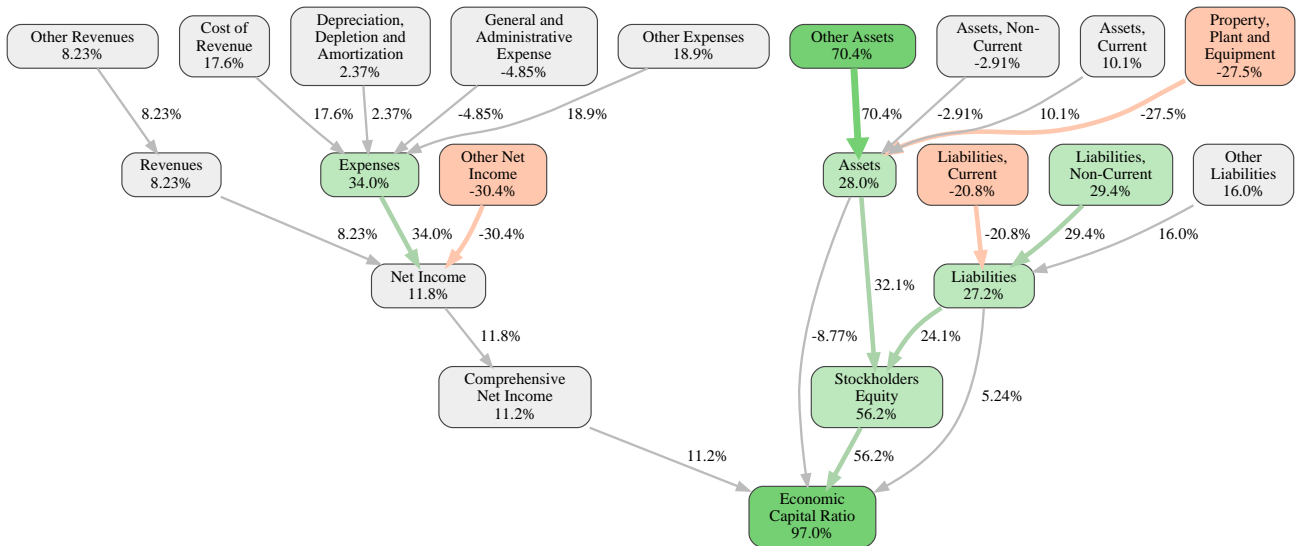 Other Revenues
8.23%
Cost of
Revenue
17.6%
Depreciation,
Depletion and
Amortization
2.37%
General and
Administrative
Expense
-4.85%
Other Expenses
18.9%
Other Assets
70.4%
Assets, Non-
Current
-2.91%
Assets,
Current
10.1%
Property,
Plant and
Equipment
-27.5%
8.23%
17.6%
2.37%
-4.85%
18.9%
70.4%
-2.91%
10.1%
-27.5%
Revenues
8.23%
Expenses
34.0%
Other Net
Income
-30.4%
Assets
28.0%
Liabilities,
Current
-20.8%
Liabilities,
Non-Current
29.4%
Other
Liabilities
16.0%
8.23%
34.0%
-30.4%
-20.8%
29.4%
16.0%
Net Income
11.8%
32.1%
Liabilities
27.2%
11.8%
-8.77%
24.1%
Comprehensive
Net Income
11.2%
Stockholders
Equity
56.2%
5.24%
11.2%
56.2%
Economic
Capital Ratio
97.0%